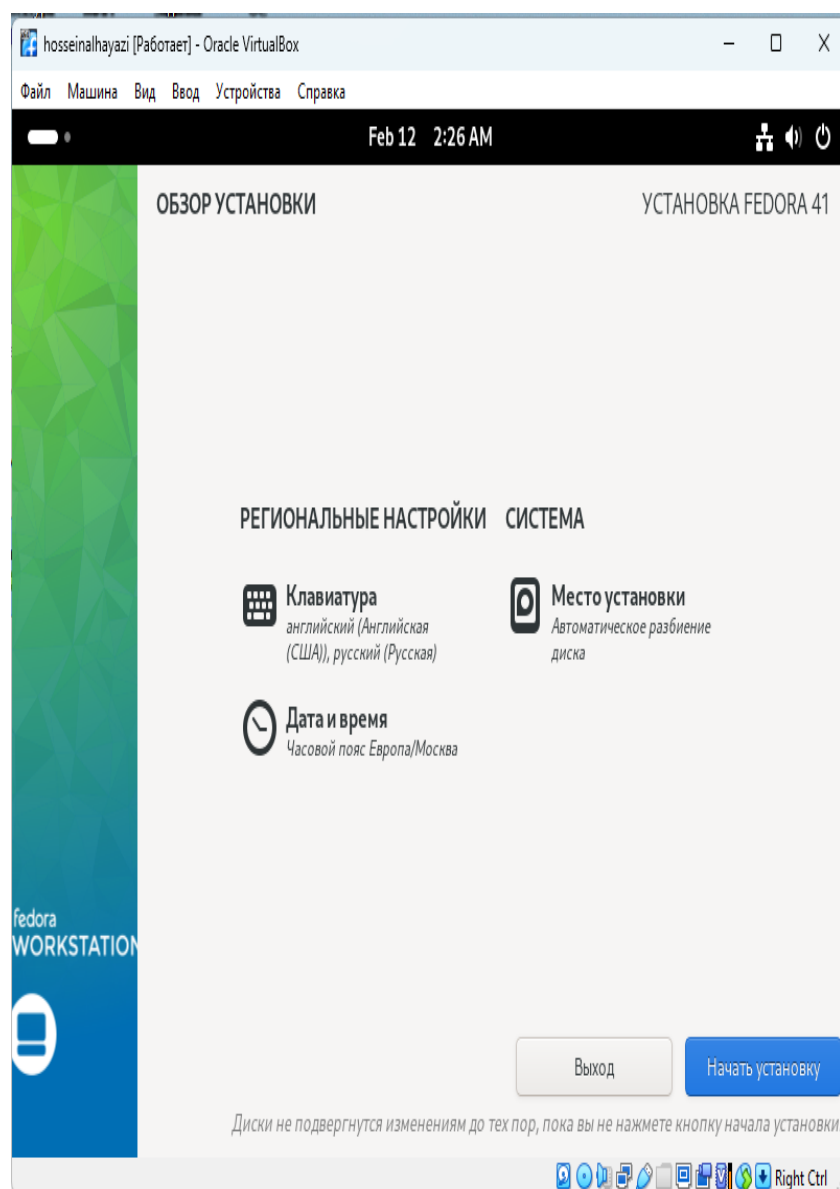 hosseinalhayazi [Работает] - Oracle VirtualBox
Файл Машина Вид Ввод Устройства Справка
Feb 12 2:26 AM
ОБЗОР УСТАНОВКИ
УСТАНОВКА FEDORA 41
РЕГИОНАЛЬНЫЕ НАСТРОЙКИ
СИСТЕМА
Клавиатура
английский (Английская
(США)), русский (Русская)
Место установки
Автоматическое разбиение
диска
Дата и время
Часовой пояс Европа/Москва
fedora
WORKSTATION
Выход
Начать установку
Диски не подвергнутся изменениям до тех пор, пока вы не нажмете кнопку начала установки
Right Ctrl